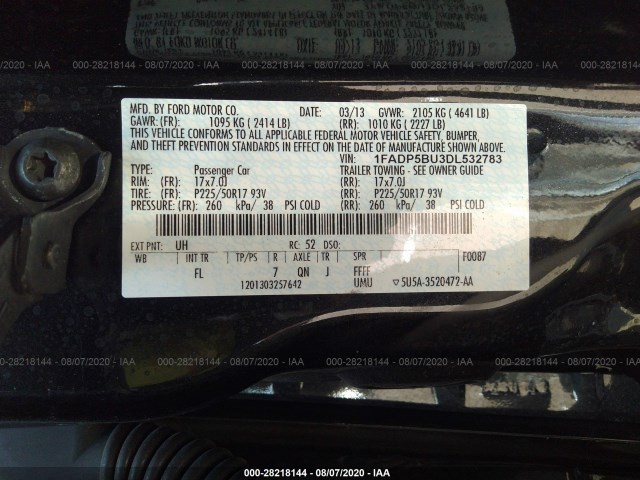 000-28218144 - 08/07/2020 - IAA
MFD. BY FORD MOTOR CO. DATE: 03/13 GVWR: 2105 KG ( 4641 LB)
GAWR: (FR): 1095 KG ( 2414 LB) (RR): 1010 KG ( 2227 LB)
THIS VEHICLE CONFORMS TO ALL APPLICABLE FEDERAL MOTOR VEHICLE SAFETY, BUMPER,
AND THEFT PREVENTION STANDARDS IN EFFECT ON THE DATE OF MANUFACTURE SHOWN ABOVE.
VIN: 1FADP5BU3DL532783
TYPE: Passenger Car TRAILER TOWING - SEE OWNER GUIDE
RIM: (FR): 17x7.0J (RR): 17x7.0J
TIRE: (FR): P225/50R17 93V (RR): P225/50R17 93V
PRESSURE: (FR): 260 kPa/ 38 PSI COLD (RR): 260 kPa/ 38 PSI COLD
EXT PNT: UH RC: 52 DSO: F0087
WB INT TR TP/PS R AXLE TR SPR
FL 7 QN J FFFF
1201303257642 UMU ▽5U5A-3520472-AA
000-28218144 - 08/07/2020 - IAA
000-28218144 - 08/07/2020 - IAA